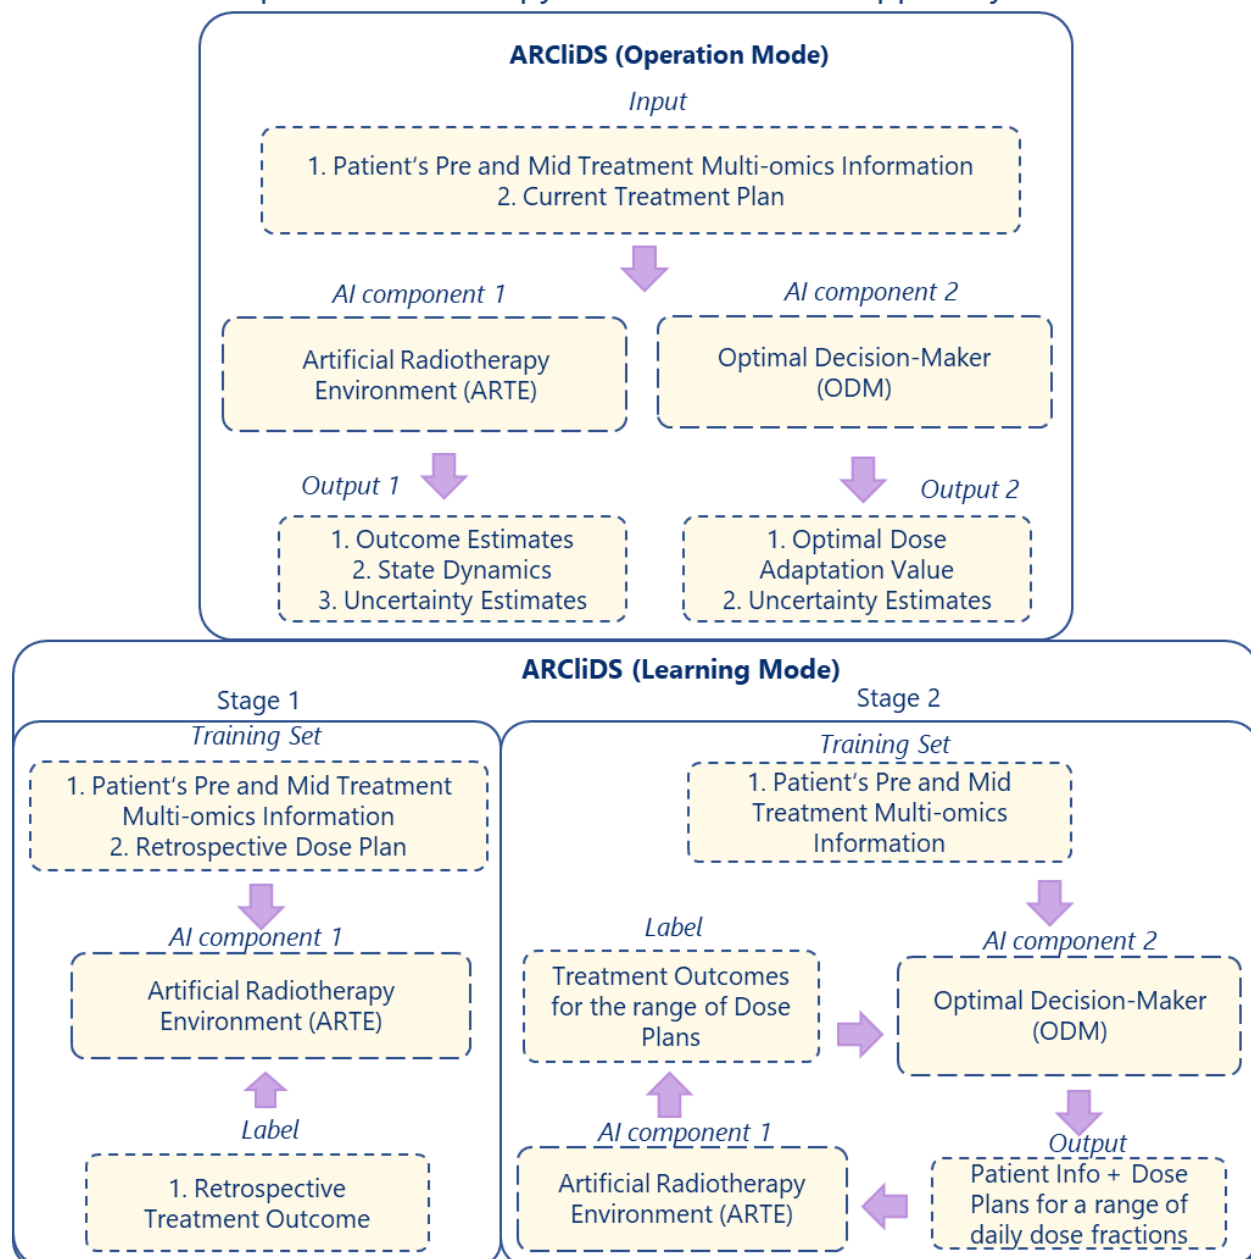 ARCliDS (Operation Mode)
Input
1. Patient's Pre and Mid Treatment Multi-omics Information
2. Current Treatment Plan
AI component 1
Artificial Radiotherapy
Environment (ARTE)
AI component 2
Optimal Decision-Maker
(ODM)
Output 1
1. Outcome Estimates
2. State Dynamics
3. Uncertainty Estimates
Output 2
1. Optimal Dose
Adaptation Value
2. Uncertainty Estimates
ARCliDS (Learning Mode)
Stage 1
Training Set
1. Patient's Pre and Mid Treatment
Multi-omics Information
2. Retrospective Dose Plan
AI component 1
Artificial Radiotherapy
Environment (ARTE)
Label
1. Retrospective
Treatment Outcome
Stage 2
Training Set
1. Patient's Pre and Mid
Treatment Multi-omics
Information
Label
Treatment Outcomes
for the range of Dose
Plans
AI component 2
Optimal Decision-Maker
(ODM)
AI component 1
Artificial Radiotherapy
Environment (ARTE)
Output
Patient Info + Dose
Plans for a range of
daily dose fractions